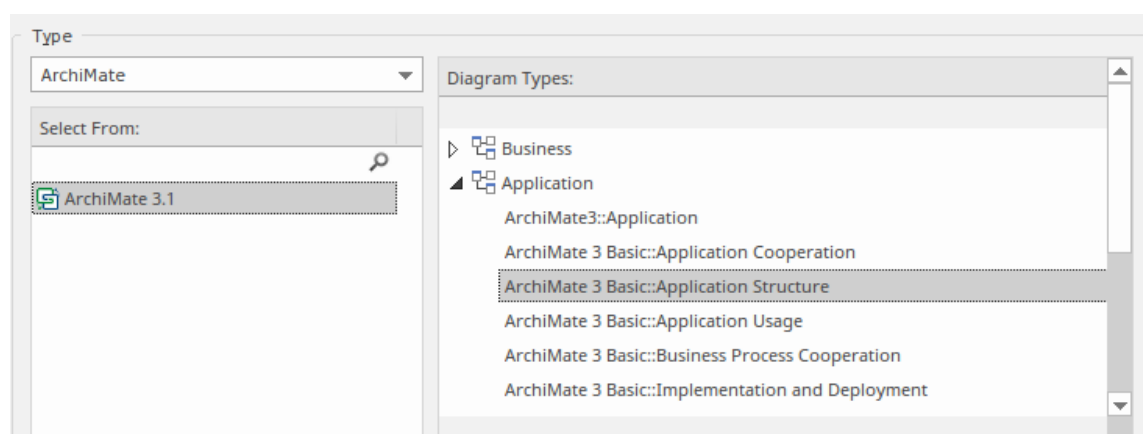 Type
ArchiMate
Select From:
ArchiMate 3.1
Diagram Types:
Business
Application
ArchiMate3::Application
ArchiMate 3 Basic::Application Cooperation
ArchiMate 3 Basic::Application Structure
ArchiMate 3 Basic::Application Usage
ArchiMate 3 Basic::Business Process Cooperation
ArchiMate 3 Basic::Implementation and Deployment